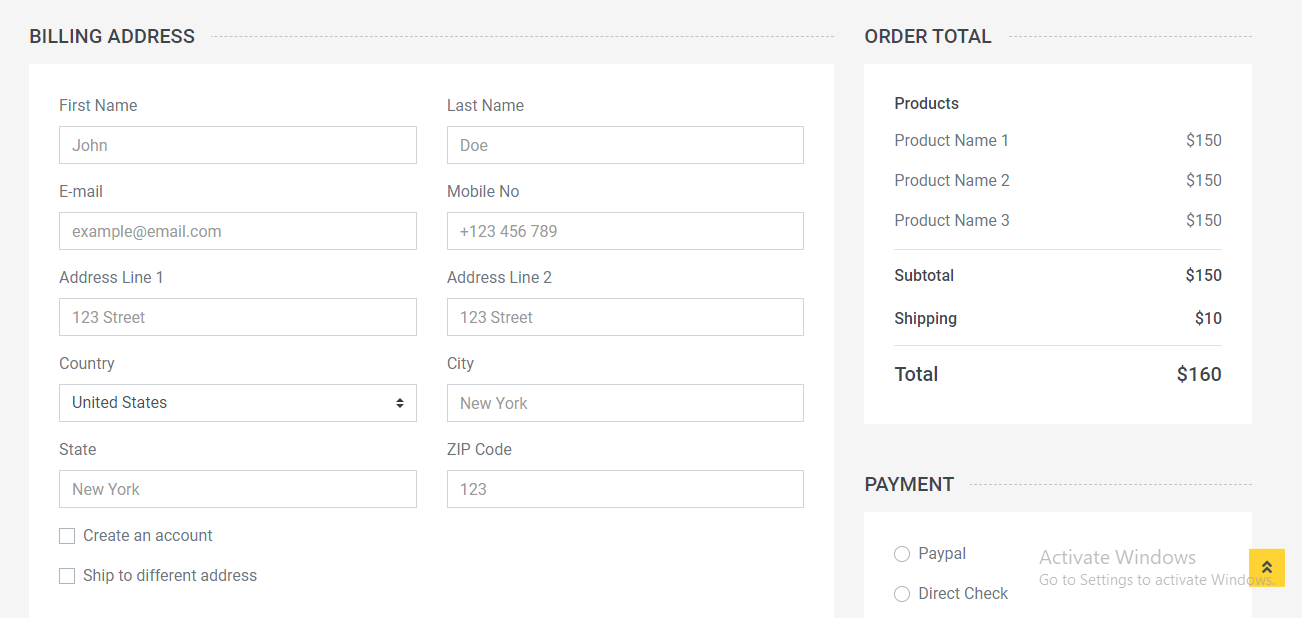 BILLING ADDRESS
First Name
Last Name
John
Doe
E-mail
Mobile No
example@email.com
+123 456 789
Address Line 1
Address Line 2
123 Street
123 Street
Country
City
United States
New York
State
ZIP Code
New York
123
Create an account
Ship to different address
ORDER TOTAL
Products
Product Name 1 $150
Product Name 2 $150
Product Name 3 $150
Subtotal $150
Shipping $10
Total $160
PAYMENT
Paypal
Direct Check
Activate Windows
Go to Settings to activate Windows.